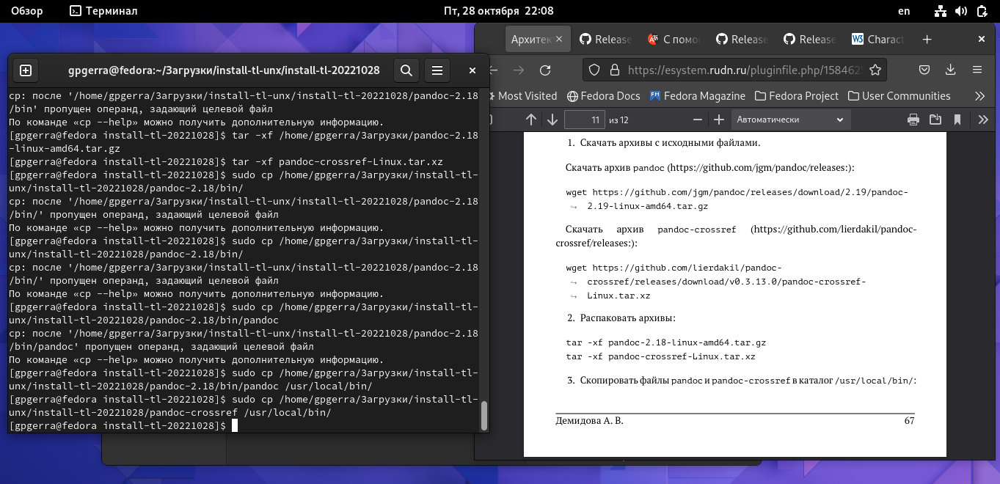 Обзор
Терминал
Пт, 28 октября 22:08
en
gpgerra@fedora:~/Загрузки/install-tl-unx/install-tl-20221028
cp: после '/home/gpgerra/Загрузки/install-tl-unx/install-tl-20221028/pandoc-2.18
/bin' пропущен операнд, задающий целевой файл
По команде «cp --help» можно получить дополнительную информацию.
[gpgerra@fedora install-tl-20221028]$ tar -xf /home/gpgerra/Загрузки/pandoc-2.18
-linux-amd64.tar.gz
[gpgerra@fedora install-tl-20221028]$ tar -xf pandoc-crossref-Linux.tar.xz
[gpgerra@fedora install-tl-20221028]$ sudo cp /home/gpgerra/Загрузки/install-tl-
unx/install-tl-20221028/pandoc-2.18/bin/
cp: после '/home/gpgerra/Загрузки/install-tl-unx/install-tl-20221028/pandoc-2.18
/bin/' пропущен операнд, задающий целевой файл
По команде «cp --help» можно получить дополнительную информацию.
[gpgerra@fedora install-tl-20221028]$ sudo cp /home/gpgerra/Загрузки/install-tl-
unx/install-tl-20221028/pandoc-2.18/bin/
cp: после '/home/gpgerra/Загрузки/install-tl-unx/install-tl-20221028/pandoc-2.18
/bin/' пропущен операнд, задающий целевой файл
По команде «cp --help» можно получить дополнительную информацию.
[gpgerra@fedora install-tl-20221028]$ sudo cp /home/gpgerra/Загрузки/install-tl-
unx/install-tl-20221028/pandoc-2.18/bin/pandoc
cp: после '/home/gpgerra/Загрузки/install-tl-unx/install-tl-20221028/pandoc-2.18
/bin/pandoc' пропущен операнд, задающий целевой файл
По команде «cp --help» можно получить дополнительную информацию.
[gpgerra@fedora install-tl-20221028]$ sudo cp /home/gpgerra/Загрузки/install-tl-
unx/install-tl-20221028/pandoc-2.18/bin/pandoc /usr/local/bin/
[gpgerra@fedora install-tl-20221028]$ sudo cp /home/gpgerra/Загрузки/install-tl-
unx/install-tl-20221028/pandoc-crossref /usr/local/bin/
[gpgerra@fedora install-tl-20221028]$
Архитек
Release
С помо
Release
Release
W3 Charact
https://esystem.rudn.ru/pluginfile.php/158462
Most Visited
Fedora Docs
FM Fedora Magazine
Fedora Project
User Communities
11 из 12
Автоматически
1. Скачать архивы с исходными файлами.
Скачать архив pandoc (https://github.com/jgm/pandoc/releases:):
wget https://github.com/jgm/pandoc/releases/download/2.19/pandoc-
↪ 2.19-linux-amd64.tar.gz
Скачать архив pandoc-crossref (https://github.com/lierdakil/pandoc-
crossref/releases:):
wget https://github.com/lierdakil/pandoc-
↪ crossref/releases/download/v0.3.13.0/pandoc-crossref-
↪ Linux.tar.xz
2. Распаковать архивы:
tar -xf pandoc-2.18-linux-amd64.tar.gz
tar -xf pandoc-crossref-Linux.tar.xz
3. Скопировать файлы pandoc и pandoc-crossref в каталог /usr/local/bin/:
Демидова А. В.
67